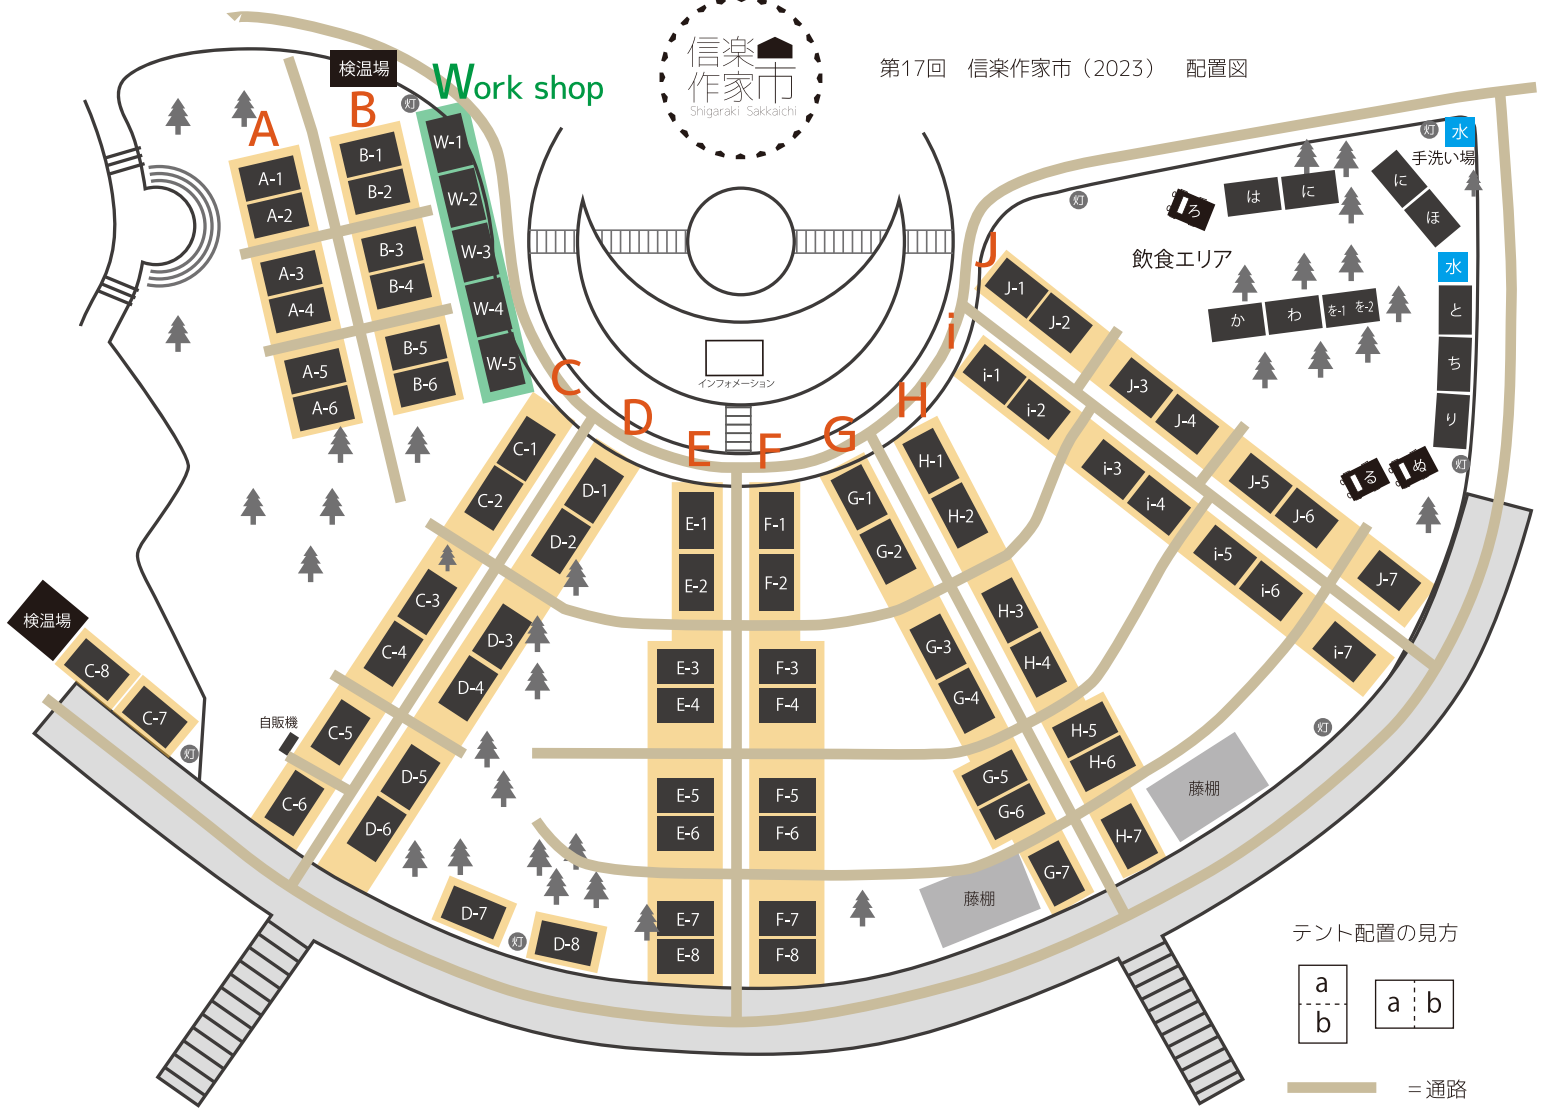 信楽
作家市
Shigaraki Sakkaichi
第17回 信楽作家市（2023） 配置図
検温場
Work shop
灯
A
B
W-1
W-2
W-3
W-4
W-5
A-1
A-2
A-3
A-4
A-5
A-6
B-1
B-2
B-3
B-4
B-5
B-6
インフォメーション
C
D
E
F
G
H
i
J
C-1
C-2
C-3
C-4
C-5
C-6
C-7
C-8
検温場
自販機
灯
D-1
D-2
D-3
D-4
D-5
D-6
D-7
D-8
灯
E-1
E-2
E-3
E-4
E-5
E-6
E-7
E-8
F-1
F-2
F-3
F-4
F-5
F-6
F-7
F-8
G-1
G-2
G-3
G-4
G-5
G-6
G-7
H-1
H-2
H-3
H-4
H-5
H-6
H-7
藤棚
藤棚
灯
i-1
i-2
i-3
i-4
i-5
i-6
i-7
J-1
J-2
J-3
J-4
J-5
J-6
J-7
灯
灯
水
手洗い場
ろ
は
に
に
ほ
飲食エリア
水
か
わ
を-1
を-2
と
ち
り
る
ぬ
灯
テント配置の見方
a
b
a b
＝通路